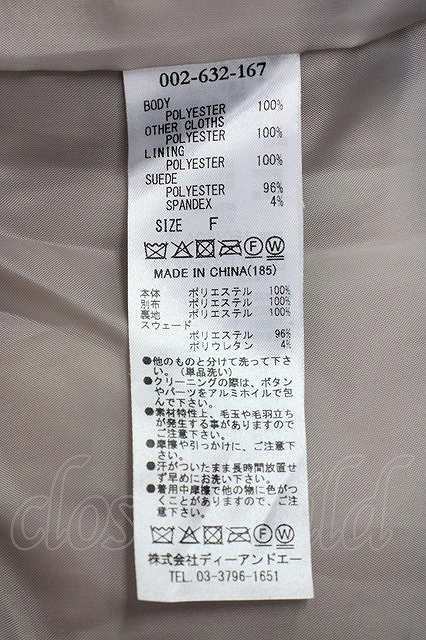 002-632-167
BODY
POLYESTER 100%
OTHER CLOTHS
POLYESTER 100%
LINING
POLYESTER 100%
SUEDE
POLYESTER 96%
SPANDEX 4%
SIZE F
MADE IN CHINA(185)
本体 ポリエステル 100%
別布 ポリエステル 100%
裏地 ポリエステル 100%
スウェード
ポリエステル 96%
ポリウレタン 4%
●他のものと分けて洗って下さ
い。（単品洗い）
●クリーニングの際は、ボタン
やパーツをアルミホイルで包
んで下さい。
●素材特性上、毛玉や毛羽立ち
が発生する事がありますので
ご注意下さい。
●摩擦や引っかけに、ご注意下
さい。
●汗がついたまま長時間放置せ
ず早めにお洗い下さい。
●着用中摩擦で他の物に色がつ
くことがありますので、ご注
意下さい。
株式会社ディーアンドエー
TEL. 03-3796-1651